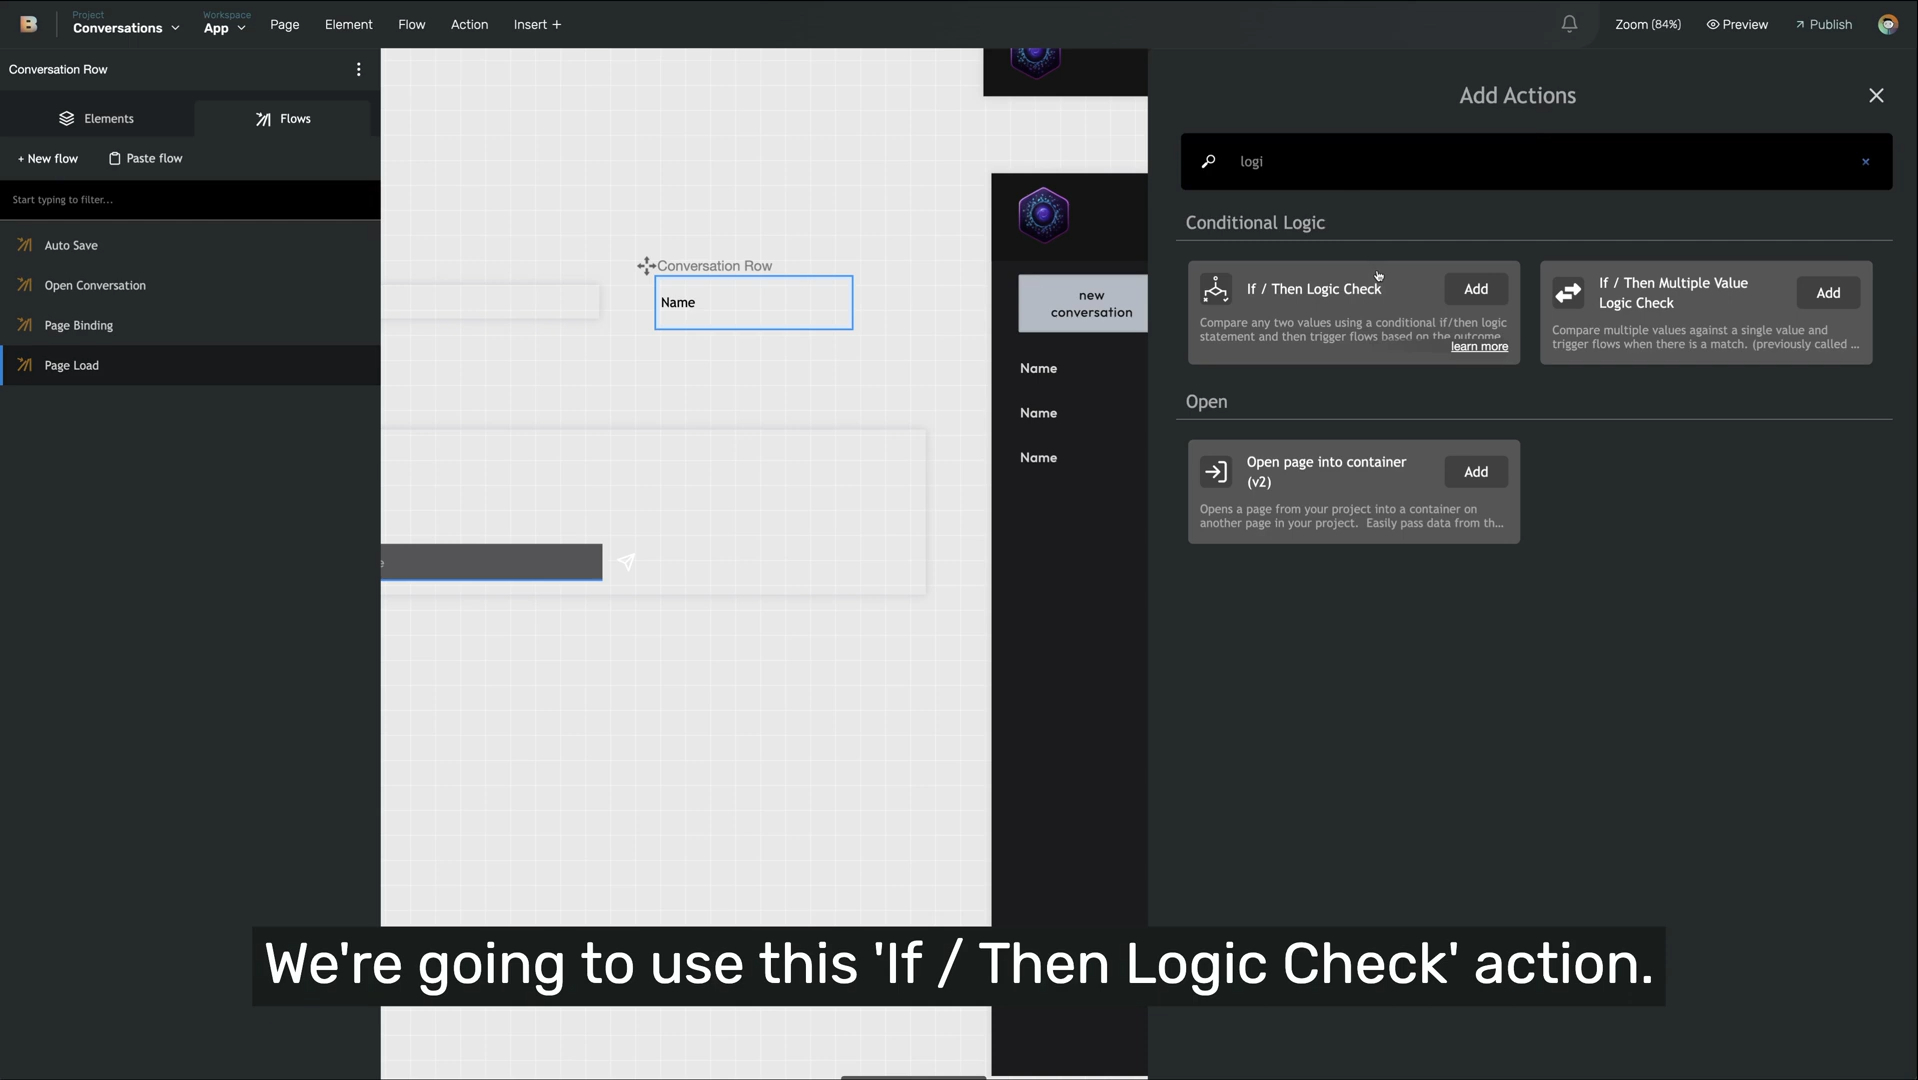 Project
Conversations
Workspace
App
Page
Element
Flow
Action
Insert +
Zoom (84%)
Preview
Publish
Conversation Row
Elements
Flows
+ New flow
Paste flow
Start typing to filter...
Auto Save
Open Conversation
Page Binding
Page Load
Conversation Row
Name
e
new
conversation
Name
Name
Name
Add Actions
logi
Conditional Logic
If / Then Logic Check
Add
Compare any two values using a conditional if/then logic
statement and then trigger flows based on the outcome
learn more
If / Then Multiple Value
Logic Check
Add
Compare multiple values against a single value and
trigger flows when there is a match. (previously called ...
Open
Open page into container
(v2)
Add
Opens a page from your project into a container on
another page in your project. Easily pass data from th...
We're going to use this 'If / Then Logic Check' action.